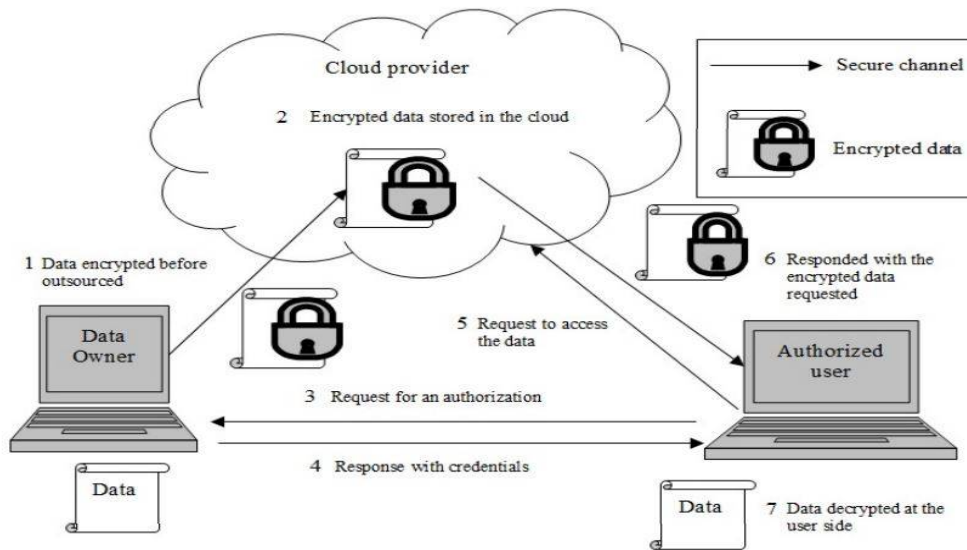 Cloud provider
2 Encrypted data stored in the cloud
Secure channel
Encrypted data
1 Data encrypted before
outsourced
Data
Owner
6 Responded with the
encrypted data
requested
5 Request to access
the data
Authorized
user
3 Request for an authorization
4 Response with credentials
Data
Data
7 Data decrypted at the
user side